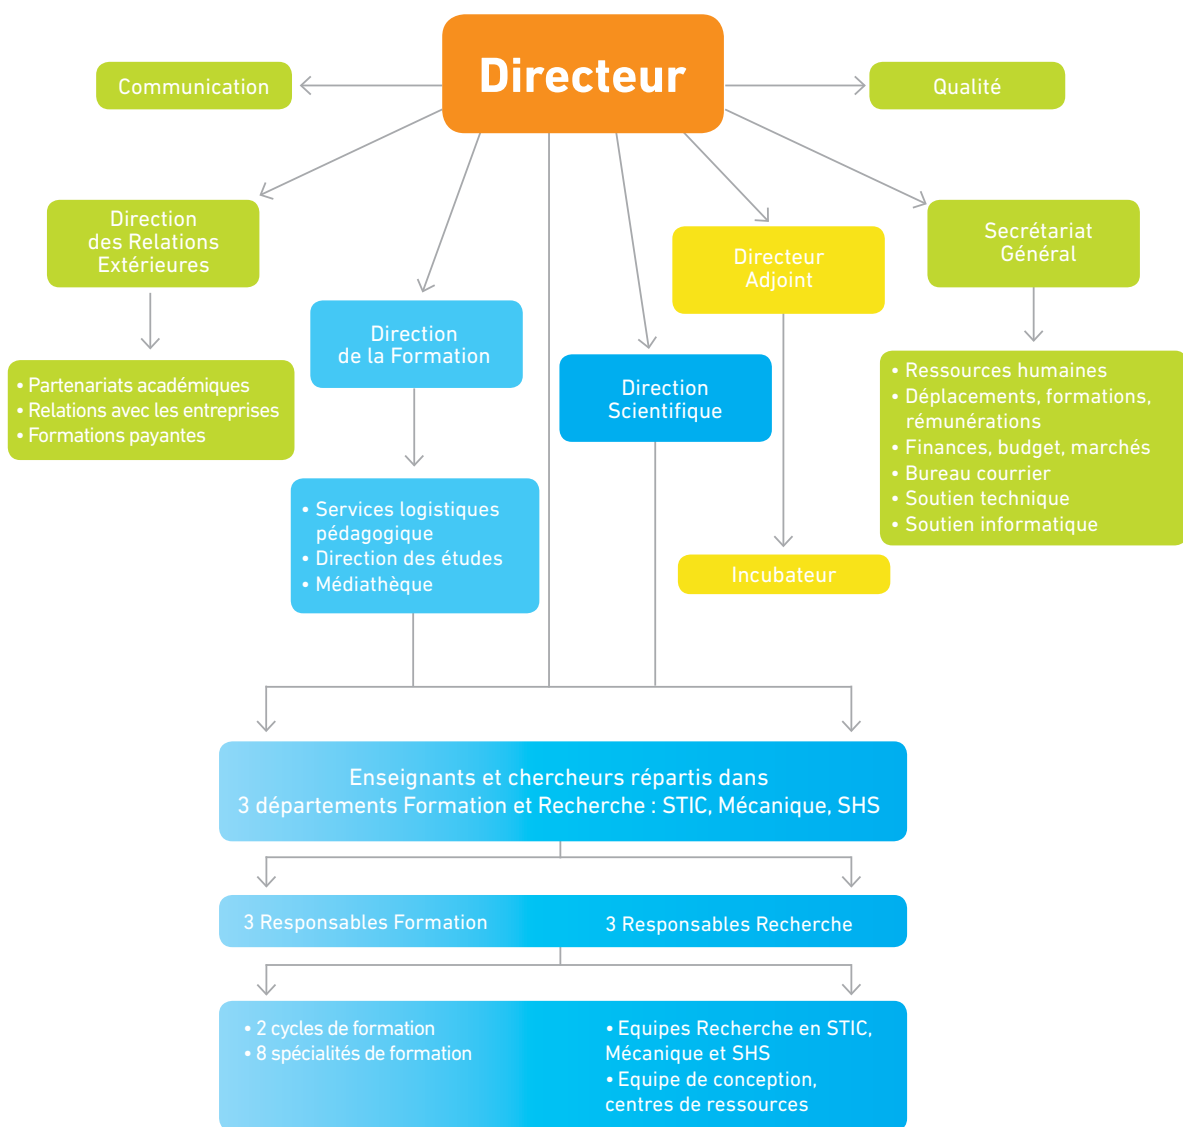 Directeur
Communication
Qualité
Direction
des Relations
Extérieures
Secrétariat
Général
Directeur
Adjoint
Direction
de la Formation
Direction
Scientifique
• Partenariats académiques
• Relations avec les entreprises
• Formations payantes
• Ressources humaines
• Déplacements, formations,
rémunérations
• Finances, budget, marchés
• Bureau courrier
• Soutien technique
• Soutien informatique
• Services logistiques
pédagogique
• Direction des études
• Médiathèque
Incubateur
Enseignants et chercheurs répartis dans
3 départements Formation et Recherche : STIC, Mécanique, SHS
3 Responsables Formation
3 Responsables Recherche
• 2 cycles de formation
• 8 spécialités de formation
• Equipes Recherche en STIC,
Mécanique et SHS
• Equipe de conception,
centres de ressources